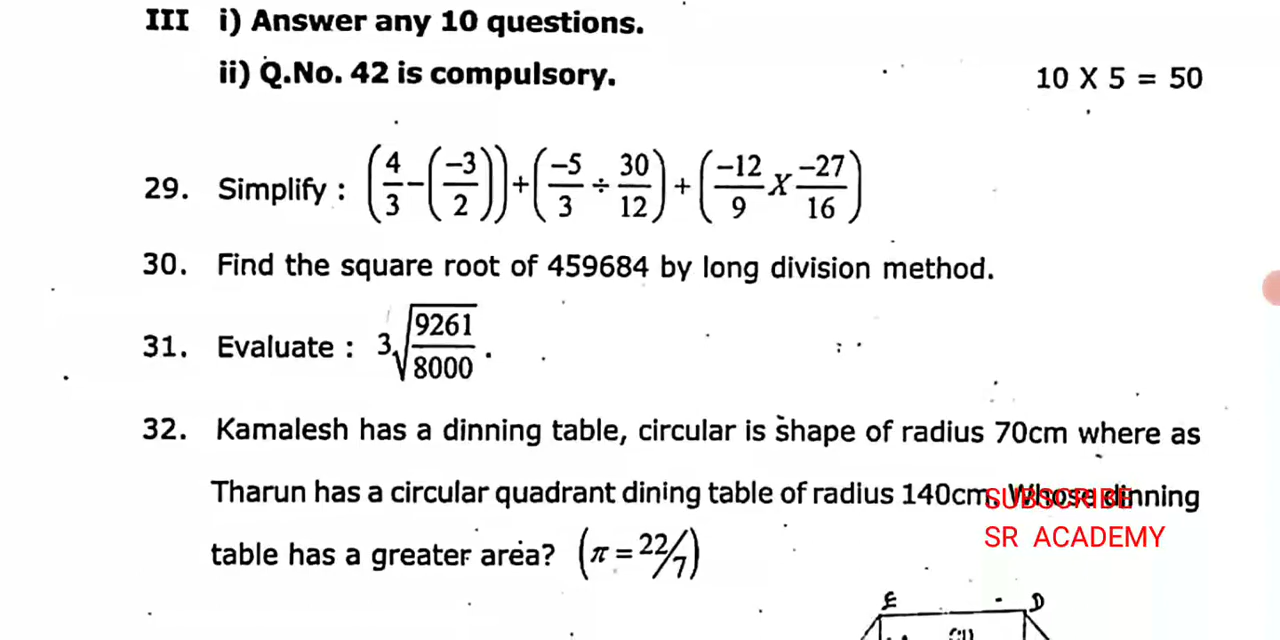 III i) Answer any 10 questions.
ii) Q.No. 42 is compulsory. 10 X 5 = 50
29. Simplify : (4/3 − (−3/2)) + (−5/3 ÷ 30/12) + (−12/9 X −27/16)
30. Find the square root of 459684 by long division method.
31. Evaluate : 3√(9261/8000) .
32. Kamalesh has a dinning table, circular is shape of radius 70cm where as
Tharun has a circular quadrant dining table of radius 140cm. Whose dinning
SUBSCRIBE
SR ACADEMY
table has a greater area? (π = 22/7)
E D